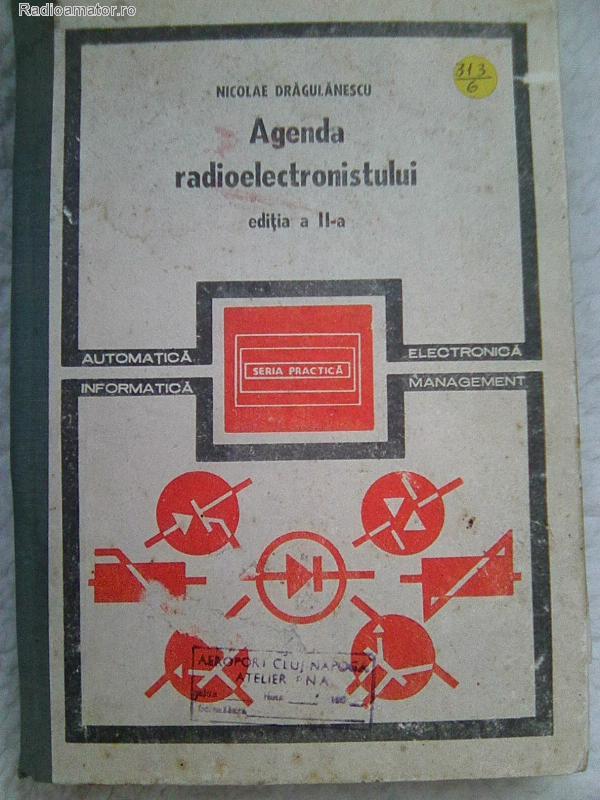 Radioamator.ro
313
6
NICOLAE DRĂGULĂNESCU
Agenda
radioelectronistului
ediția a II-a
AUTOMATICĂ
ELECTRONICĂ
SERIA PRACTICĂ
INFORMATICĂ
MANAGEMENT
AEROPORT CLUJ NAPOCA
ATELIER